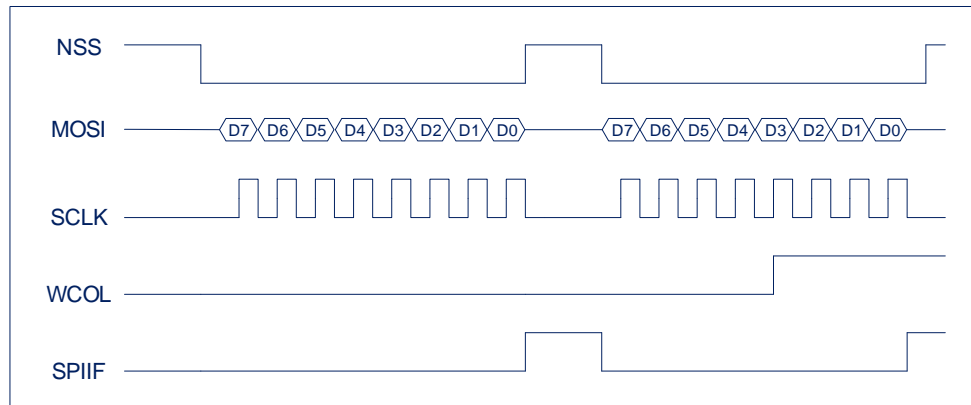 NSS
MOSI D7 D6 D5 D4 D3 D2 D1 D0 D7 D6 D5 D4 D3 D2 D1 D0
SCLK
WCOL
SPIIF